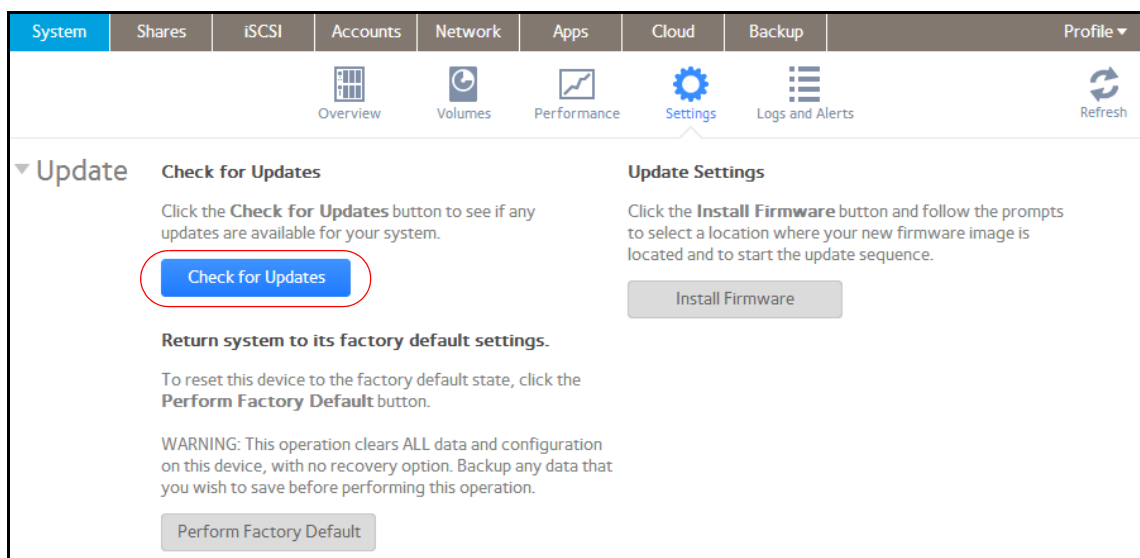 System Shares iSCSI Accounts Network Apps Cloud Backup Profile
Overview Volumes Performance Settings Logs and Alerts Refresh
Update
Check for Updates
Click the Check for Updates button to see if any
updates are available for your system.
Check for Updates
Return system to its factory default settings.
To reset this device to the factory default state, click the
Perform Factory Default button.
WARNING: This operation clears ALL data and configuration
on this device, with no recovery option. Backup any data that
you wish to save before performing this operation.
Perform Factory Default
Update Settings
Click the Install Firmware button and follow the prompts
to select a location where your new firmware image is
located and to start the update sequence.
Install Firmware